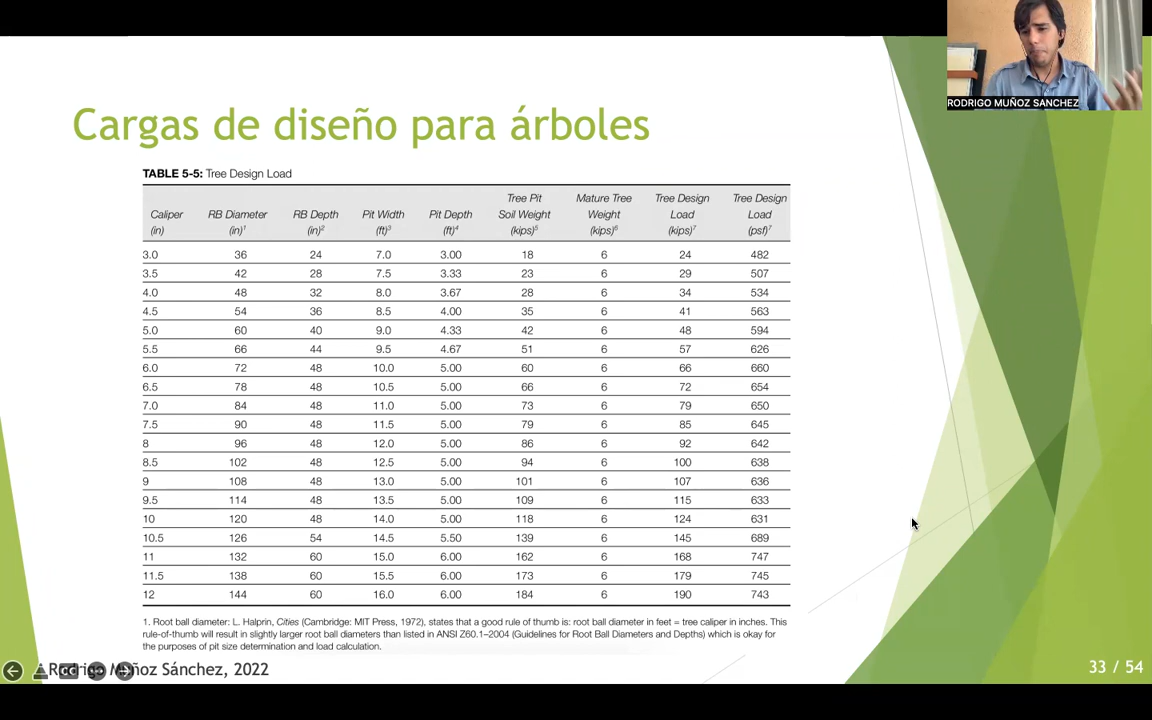 RODRIGO MUÑOZ SANCHEZ
Cargas de diseño para árboles
TABLE 5-5: Tree Design Load
Caliper (in) RB Diameter (in)1 RB Depth (in)2 Pit Width (ft)3 Pit Depth (ft)4 Tree Pit Soil Weight (kips)5 Mature Tree Weight (kips)6 Tree Design Load (kips)7 Tree Design Load (psf)7
3.0 36 24 7.0 3.00 18 6 24 482
3.5 42 28 7.5 3.33 23 6 29 507
4.0 48 32 8.0 3.67 28 6 34 534
4.5 54 36 8.5 4.00 35 6 41 563
5.0 60 40 9.0 4.33 42 6 48 594
5.5 66 44 9.5 4.67 51 6 57 626
6.0 72 48 10.0 5.00 60 6 66 660
6.5 78 48 10.5 5.00 66 6 72 654
7.0 84 48 11.0 5.00 73 6 79 650
7.5 90 48 11.5 5.00 79 6 85 645
8 96 48 12.0 5.00 86 6 92 642
8.5 102 48 12.5 5.00 94 6 100 638
9 108 48 13.0 5.00 101 6 107 636
9.5 114 48 13.5 5.00 109 6 115 633
10 120 48 14.0 5.00 118 6 124 631
10.5 126 54 14.5 5.50 139 6 145 689
11 132 60 15.0 6.00 162 6 168 747
11.5 138 60 15.5 6.00 173 6 179 745
12 144 60 16.0 6.00 184 6 190 743
1. Root ball diameter: L. Halprin, Cities (Cambridge: MIT Press, 1972), states that a good rule of thumb is: root ball diameter in feet = tree caliper in inches. This
rule-of-thumb will result in slightly larger root ball diameters than listed in ANSI Z60.1–2004 (Guidelines for Root Ball Diameters and Depths) which is okay for
the purposes of pit size determination and load calculation.
Rodrigo Muñoz Sánchez, 2022
33 / 54